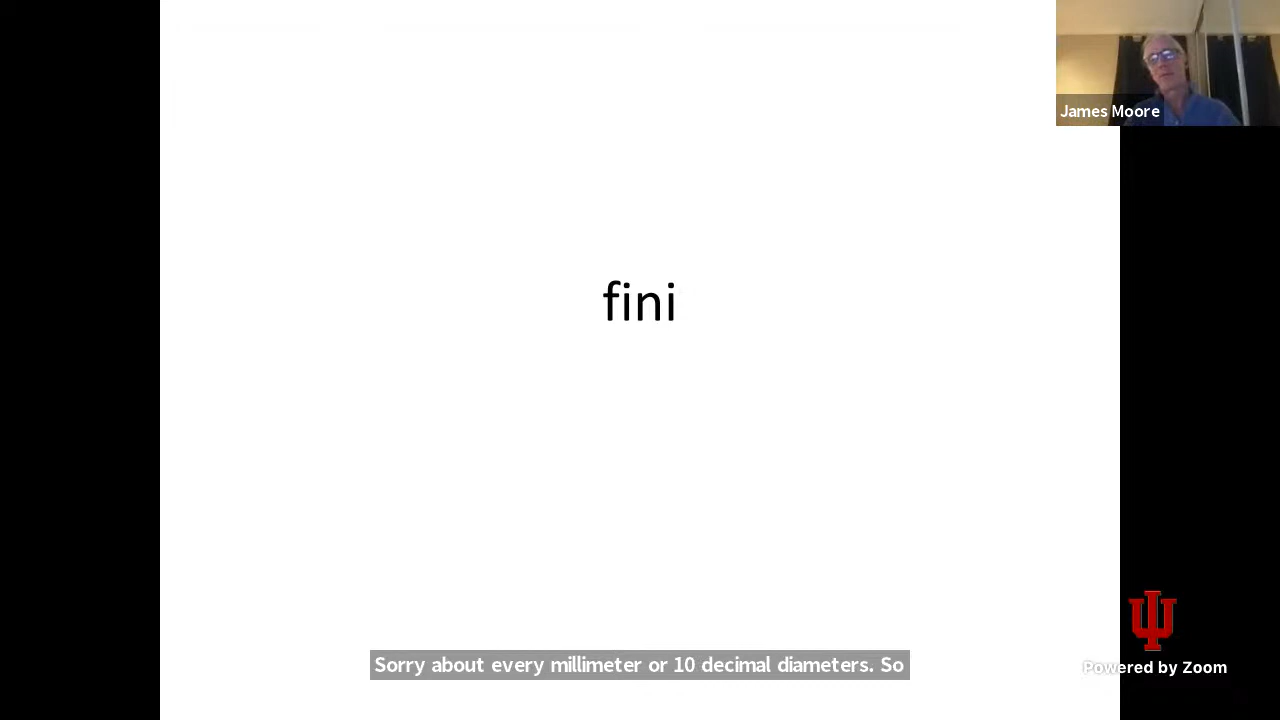 James Moore
fini
Sorry about every millimeter or 10 decimal diameters. So
Powered by Zoom